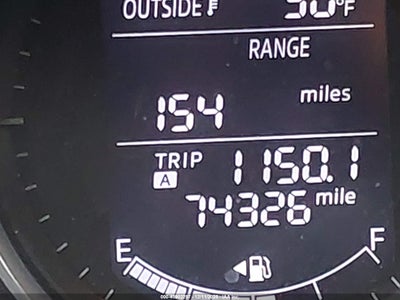 OUTSIDE °F
RANGE
154 miles
TRIP A 1150.1
74326 mile
E F